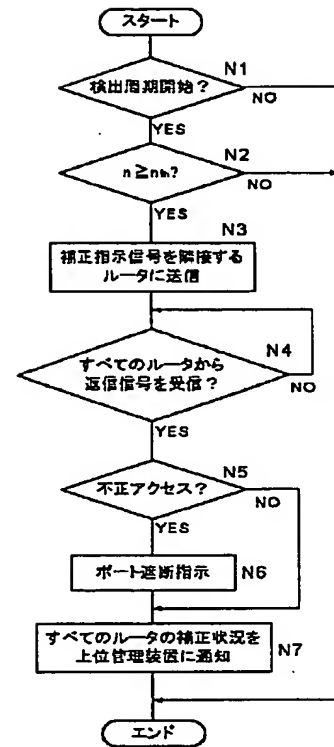 スタート
検出周期開始?
N1
NO
YES
n≧nth?
N2
NO
YES
N3
補正指示信号を隣接する
ルータに送信
すべてのルータから
返信信号を受信?
N4
NO
YES
不正アクセス?
N5
NO
YES
ポート遮断指示
N6
すべてのルータの補正状況を
上位管理装置に通知
N7
エンド